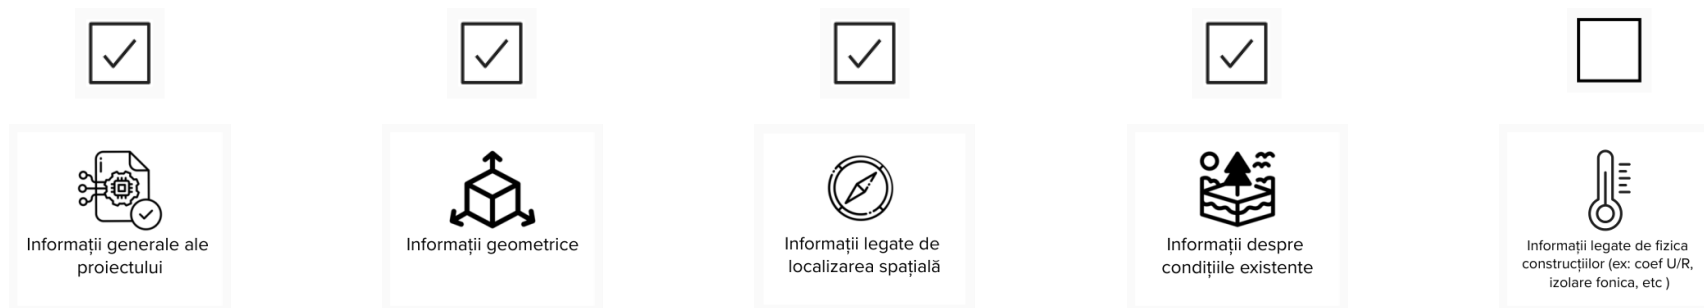 Informații generale ale
proiectului
Informații geometrice
Informații legate de
localizarea spațială
Informații despre
condițiile existente
Informații legate de fizica
construcțiilor (ex: coef U/R,
izolare fonica, etc )